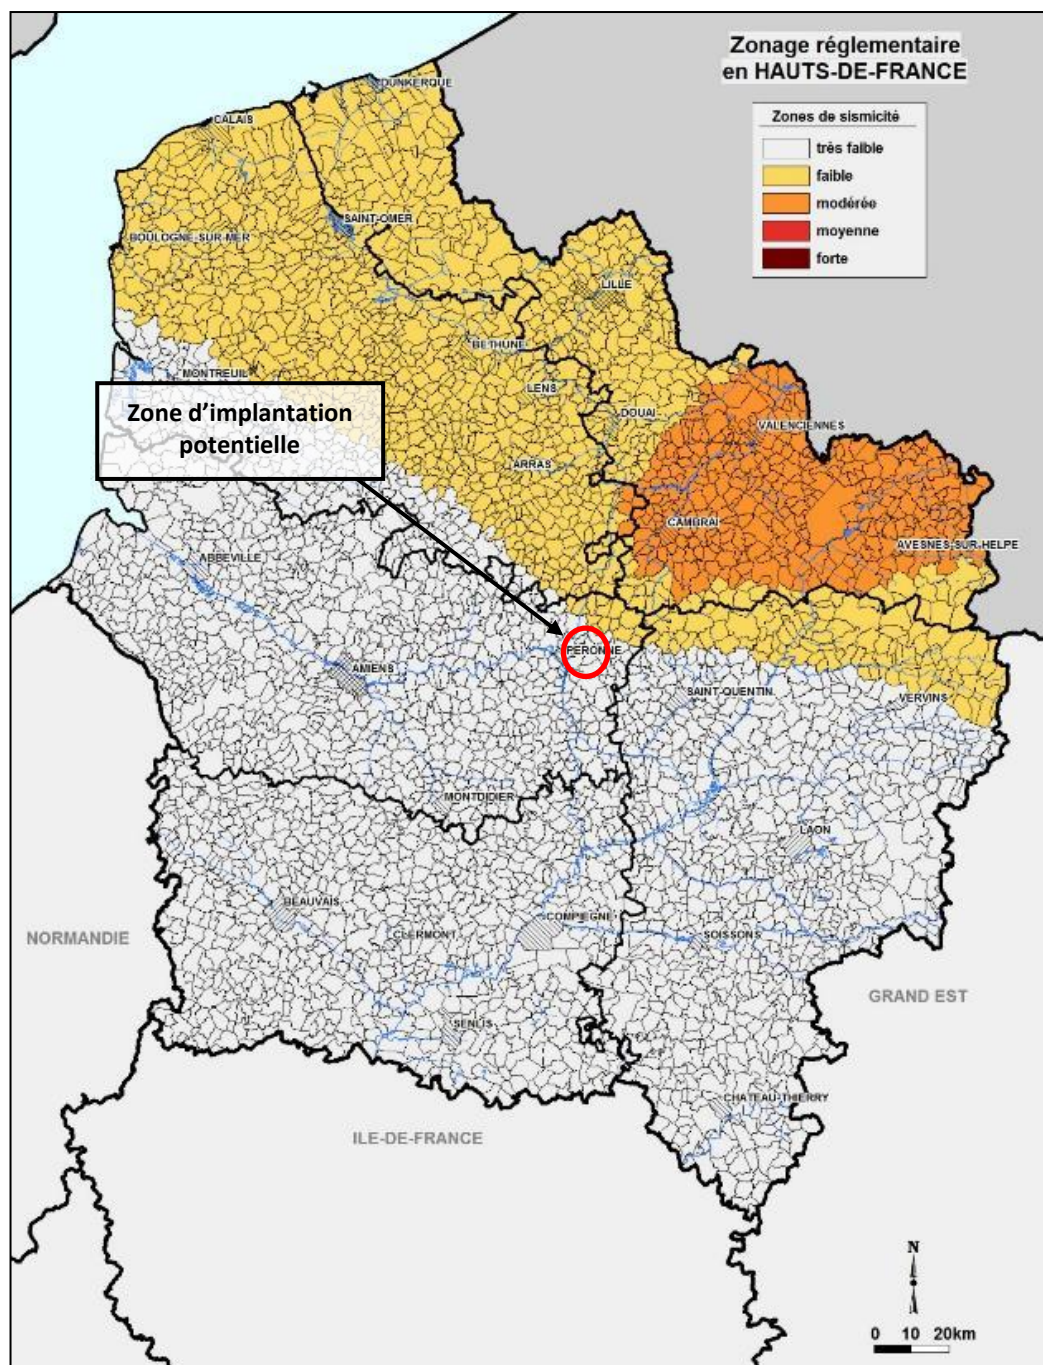 Zonage réglementaire
en HAUTS-DE-FRANCE
Zones de sismicité
très faible
faible
modérée
moyenne
forte
DUNKERQUE
CALAIS
SAINT-OMER
BOULOGNE-SUR-MER
LILLE
BETHUNE
MONTREUIL
LENS
Zone d'implantation
potentielle
DOUAI
VALENCIENNES
ARRAS
CAMBRAI
AVESNES-SUR-HELPE
ABBEVILLE
PERONNE
AMIENS
SAINT-QUENTIN
VERVINS
MONTDIDIER
LAON
BEAUVAIS
COMPIEGNE
CLERMONT
SOISSONS
NORMANDIE
GRAND EST
SENLIS
CHATEAU-THIERRY
ILE-DE-FRANCE
N
0 10 20km